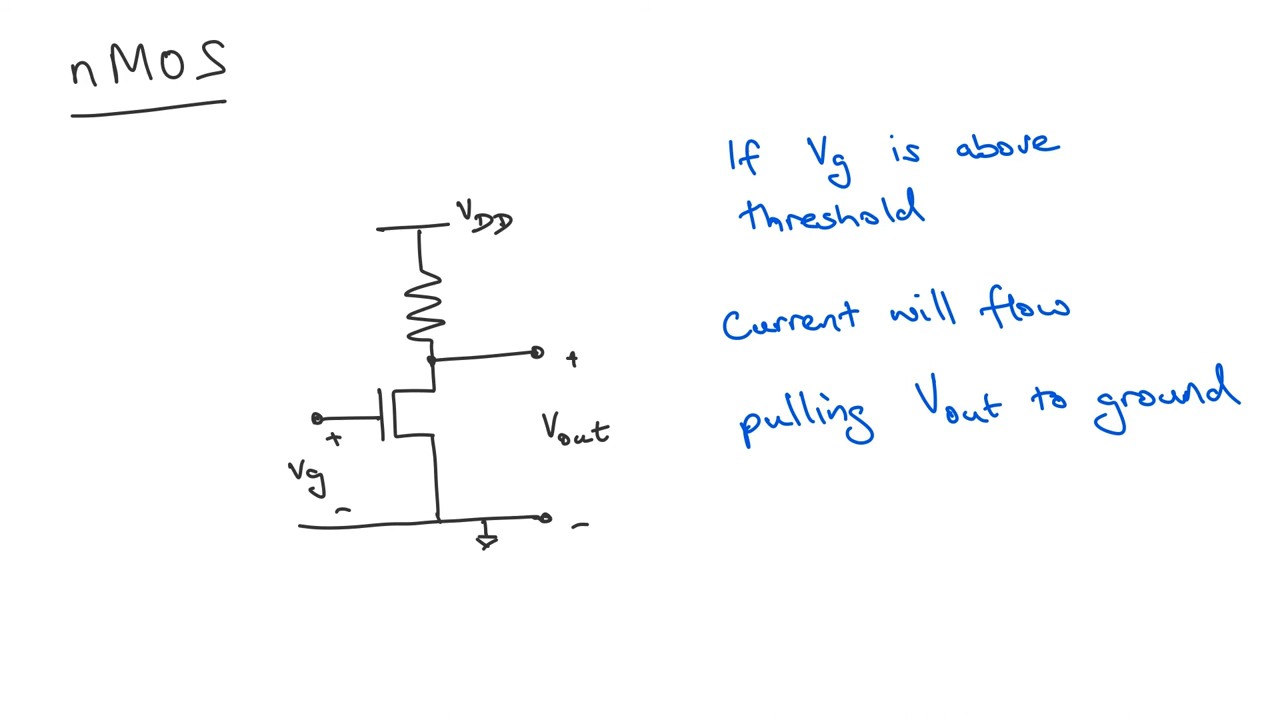 nMOS
If Vg is above
threshold
VDD
Current will flow
+
pulling Vout to ground
+
Vout
Vg
-
-